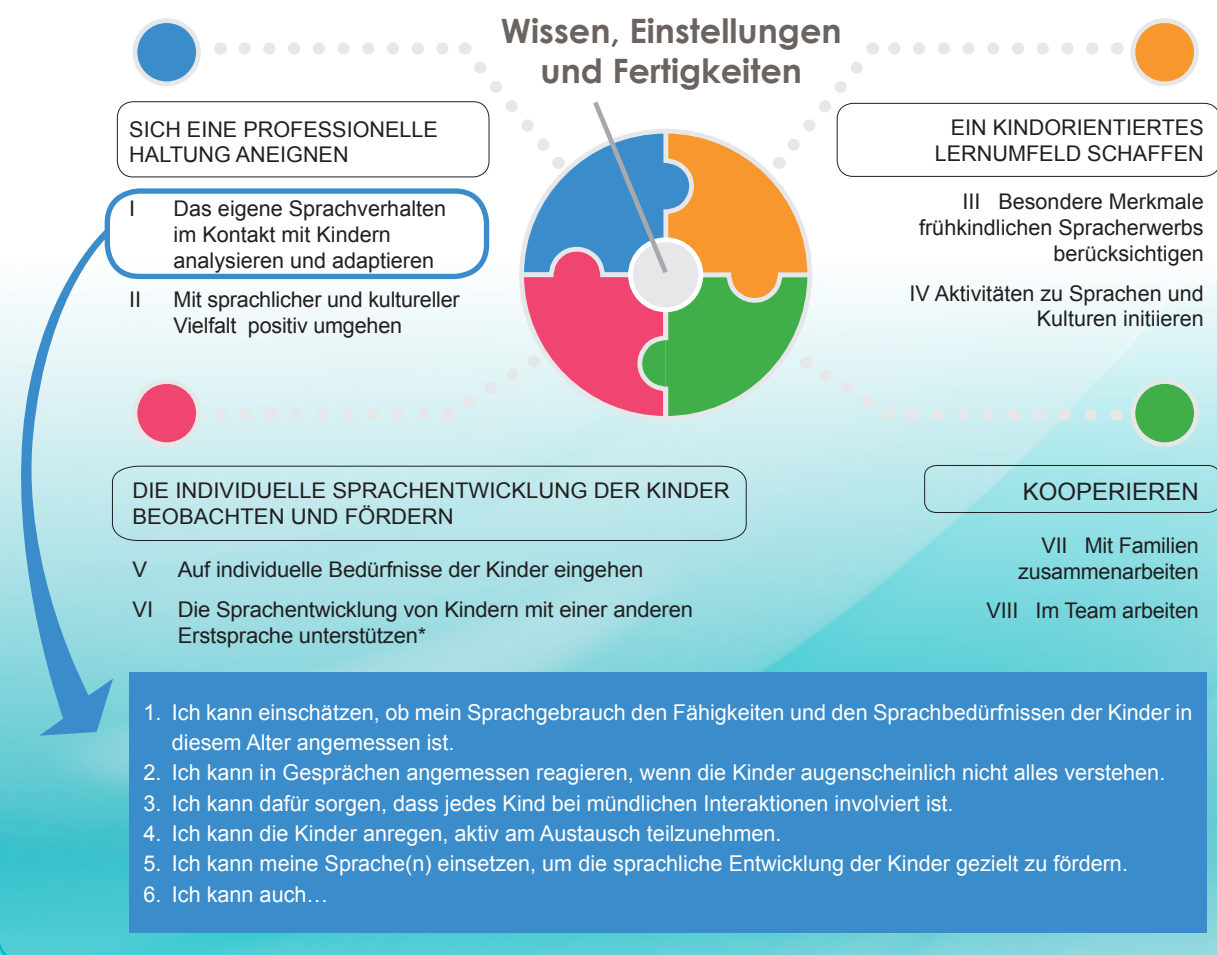 Wissen, Einstellungen
und Fertigkeiten
SICH EINE PROFESSIONELLE
HALTUNG ANEIGNEN
I Das eigene Sprachverhalten
im Kontakt mit Kindern
analysieren und adaptieren
II Mit sprachlicher und kultureller
Vielfalt positiv umgehen
EIN KINDORIENTIERTES
LERNUMFELD SCHAFFEN
III Besondere Merkmale
frühkindlichen Spracherwerbs
berücksichtigen
IV Aktivitäten zu Sprachen und
Kulturen initiieren
DIE INDIVIDUELLE SPRACHENTWICKLUNG DER KINDER
BEOBACHTEN UND FÖRDERN
V Auf individuelle Bedürfnisse der Kinder eingehen
VI Die Sprachentwicklung von Kindern mit einer anderen
Erstsprache unterstützen*
KOOPERIEREN
VII Mit Familien
zusammenarbeiten
VIII Im Team arbeiten
1. Ich kann einschätzen, ob mein Sprachgebrauch den Fähigkeiten und den Sprachbedürfnissen der Kinder in
diesem Alter angemessen ist.
2. Ich kann in Gesprächen angemessen reagieren, wenn die Kinder augenscheinlich nicht alles verstehen.
3. Ich kann dafür sorgen, dass jedes Kind bei mündlichen Interaktionen involviert ist.
4. Ich kann die Kinder anregen, aktiv am Austausch teilzunehmen.
5. Ich kann meine Sprache(n) einsetzen, um die sprachliche Entwicklung der Kinder gezielt zu fördern.
6. Ich kann auch…